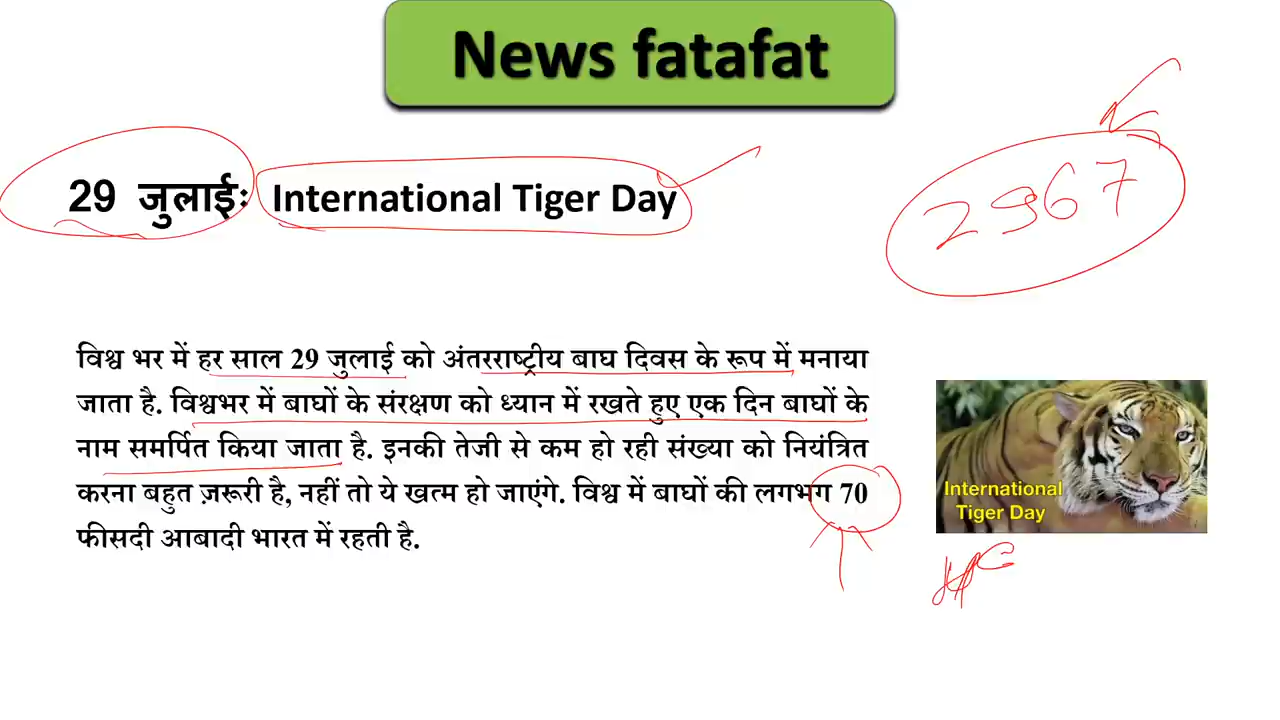 News fatafat
29 जुलाईः International Tiger Day
2967
विश्व भर में हर साल 29 जुलाई को अंतरराष्ट्रीय बाघ दिवस के रूप में मनाया
जाता है. विश्वभर में बाघों के संरक्षण को ध्यान में रखते हुए एक दिन बाघों के
नाम समर्पित किया जाता है. इनकी तेजी से कम हो रही संख्या को नियंत्रित
करना बहुत ज़रूरी है, नहीं तो ये खत्म हो जाएंगे. विश्व में बाघों की लगभग 70
फीसदी आबादी भारत में रहती है.
International
Tiger Day